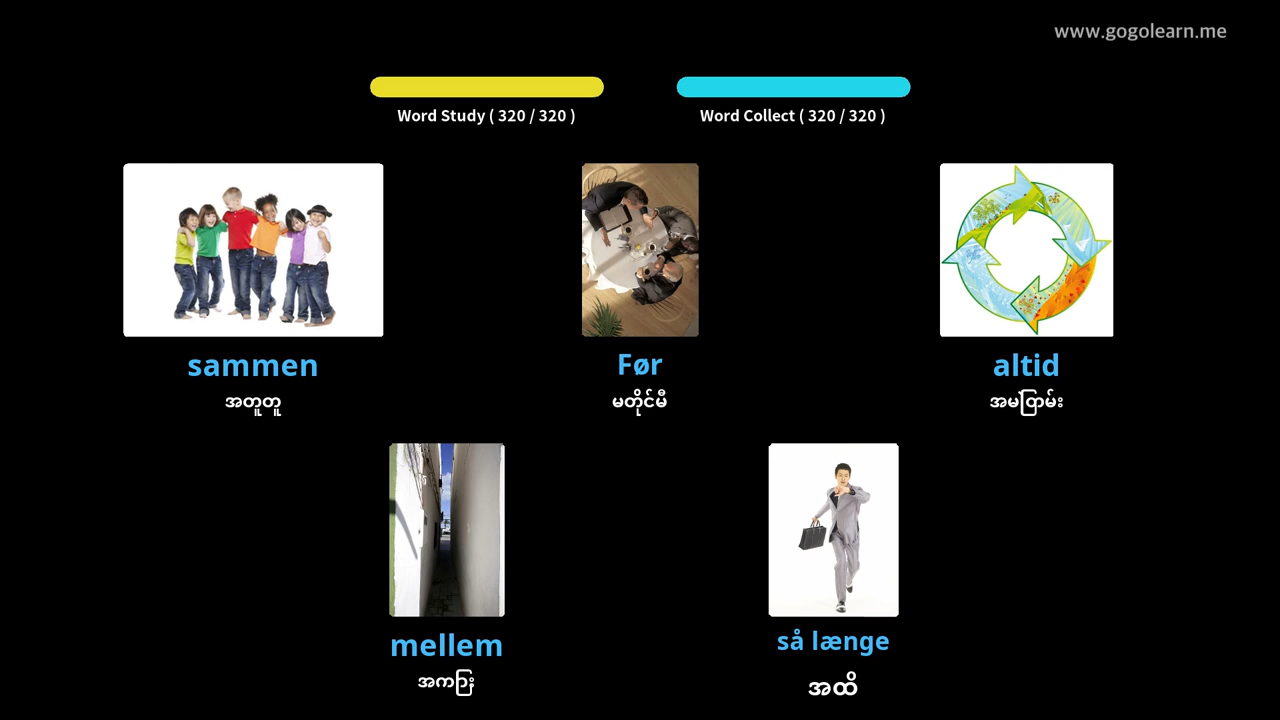 www.gogolearn.me
Word Study ( 320 / 320 )
Word Collect ( 320 / 320 )
sammen
အတူတူ
Før
မတိုင်မီ
altid
အမြဲတမ်း
mellem
အကြား
så længe
အထိ